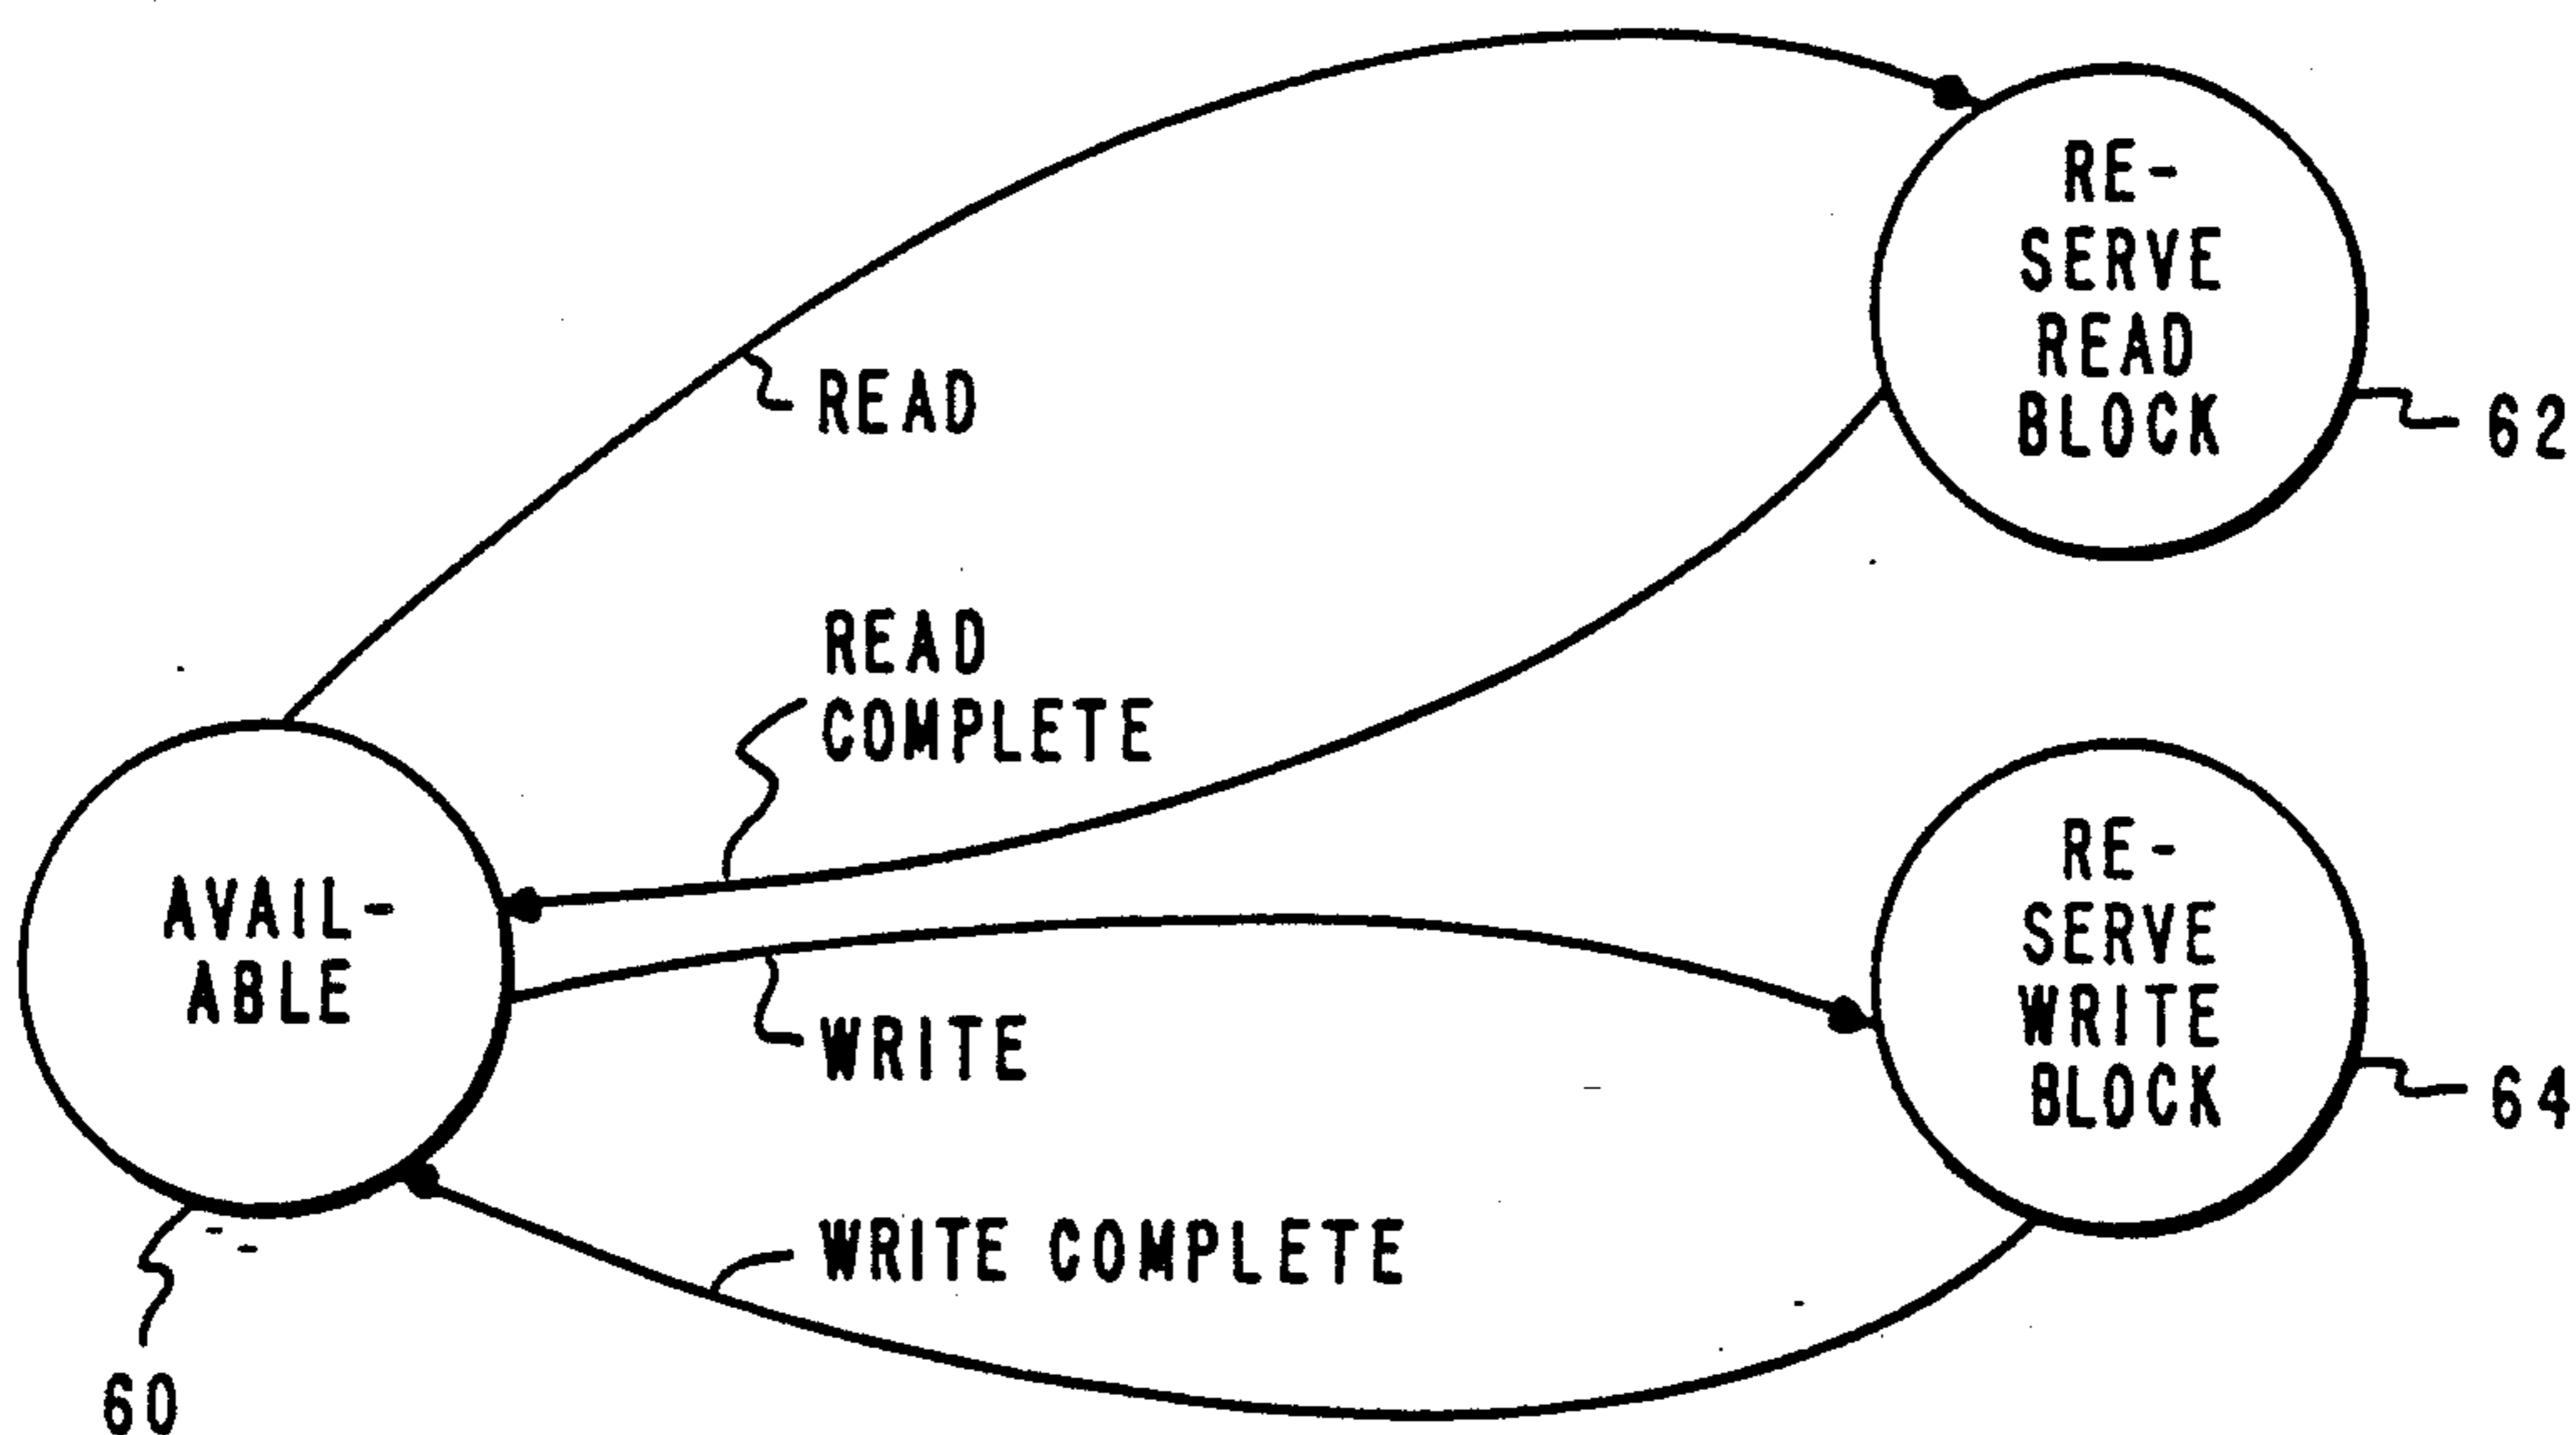 RE-
SERVE
READ
BLOCK
62
READ
READ
COMPLETE
AVAIL-
ABLE
60
WRITE
RE-
SERVE
WRITE
BLOCK
64
WRITE COMPLETE